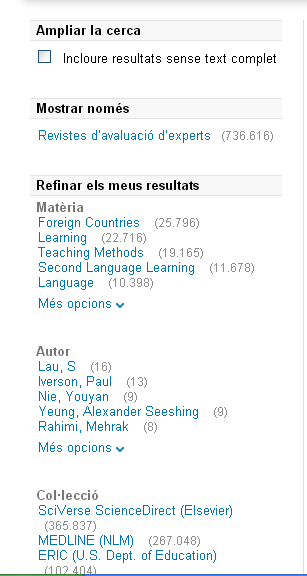 Ampliar la cerca
Incloure resultats sense text complet
Mostrar només
Revistes d'avaluació d'experts (736.616)
Refinar els meus resultats
Matèria
Foreign Countries (25.796)
Learning (22.716)
Teaching Methods (19.165)
Second Language Learning (11.678)
Language (10.398)
Més opcions
Autor
Lau, S (16)
Iverson, Paul (13)
Nie, Youyan (9)
Yeung, Alexander Seeshing (9)
Rahimi, Mehrak (8)
Més opcions
Col·lecció
SciVerse ScienceDirect (Elsevier)
(365.837)
MEDLINE (NLM) (267.048)
ERIC (U.S. Dept. of Education)
(102.404)